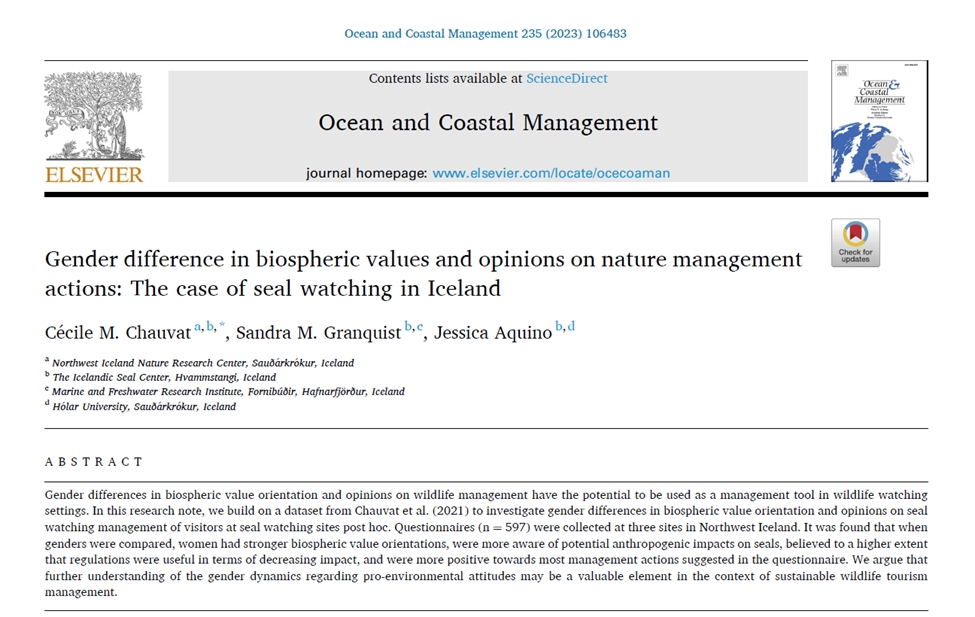 Ocean and Coastal Management 235 (2023) 106483
Contents lists available at ScienceDirect
Ocean and Coastal Management
journal homepage: www.elsevier.com/locate/ocecoaman
ELSEVIER
Ocean &
Coastal
Management
Check for
updates
Gender difference in biospheric values and opinions on nature management
actions: The case of seal watching in Iceland
Cécile M. Chauvat a,b,*, Sandra M. Granquist b,c, Jessica Aquino b,d
a Northwest Iceland Nature Research Center, Sauðárkrókur, Iceland
b The Icelandic Seal Center, Hvammstangi, Iceland
c Marine and Freshwater Research Institute, Fornibúðir, Hafnarfjörður, Iceland
d Hólar University, Sauðárkrókur, Iceland
ABSTRACT
Gender differences in biospheric value orientation and opinions on wildlife management have the potential to be used as a management tool in wildlife watching
settings. In this research note, we build on a dataset from Chauvat et al. (2021) to investigate gender differences in biospheric value orientation and opinions on seal
watching management of visitors at seal watching sites post hoc. Questionnaires (n = 597) were collected at three sites in Northwest Iceland. It was found that when
genders were compared, women had stronger biospheric value orientations, were more aware of potential anthropogenic impacts on seals, believed to a higher extent
that regulations were useful in terms of decreasing impact, and were more positive towards most management actions suggested in the questionnaire. We argue that
further understanding of the gender dynamics regarding pro-environmental attitudes may be a valuable element in the context of sustainable wildlife tourism
management.